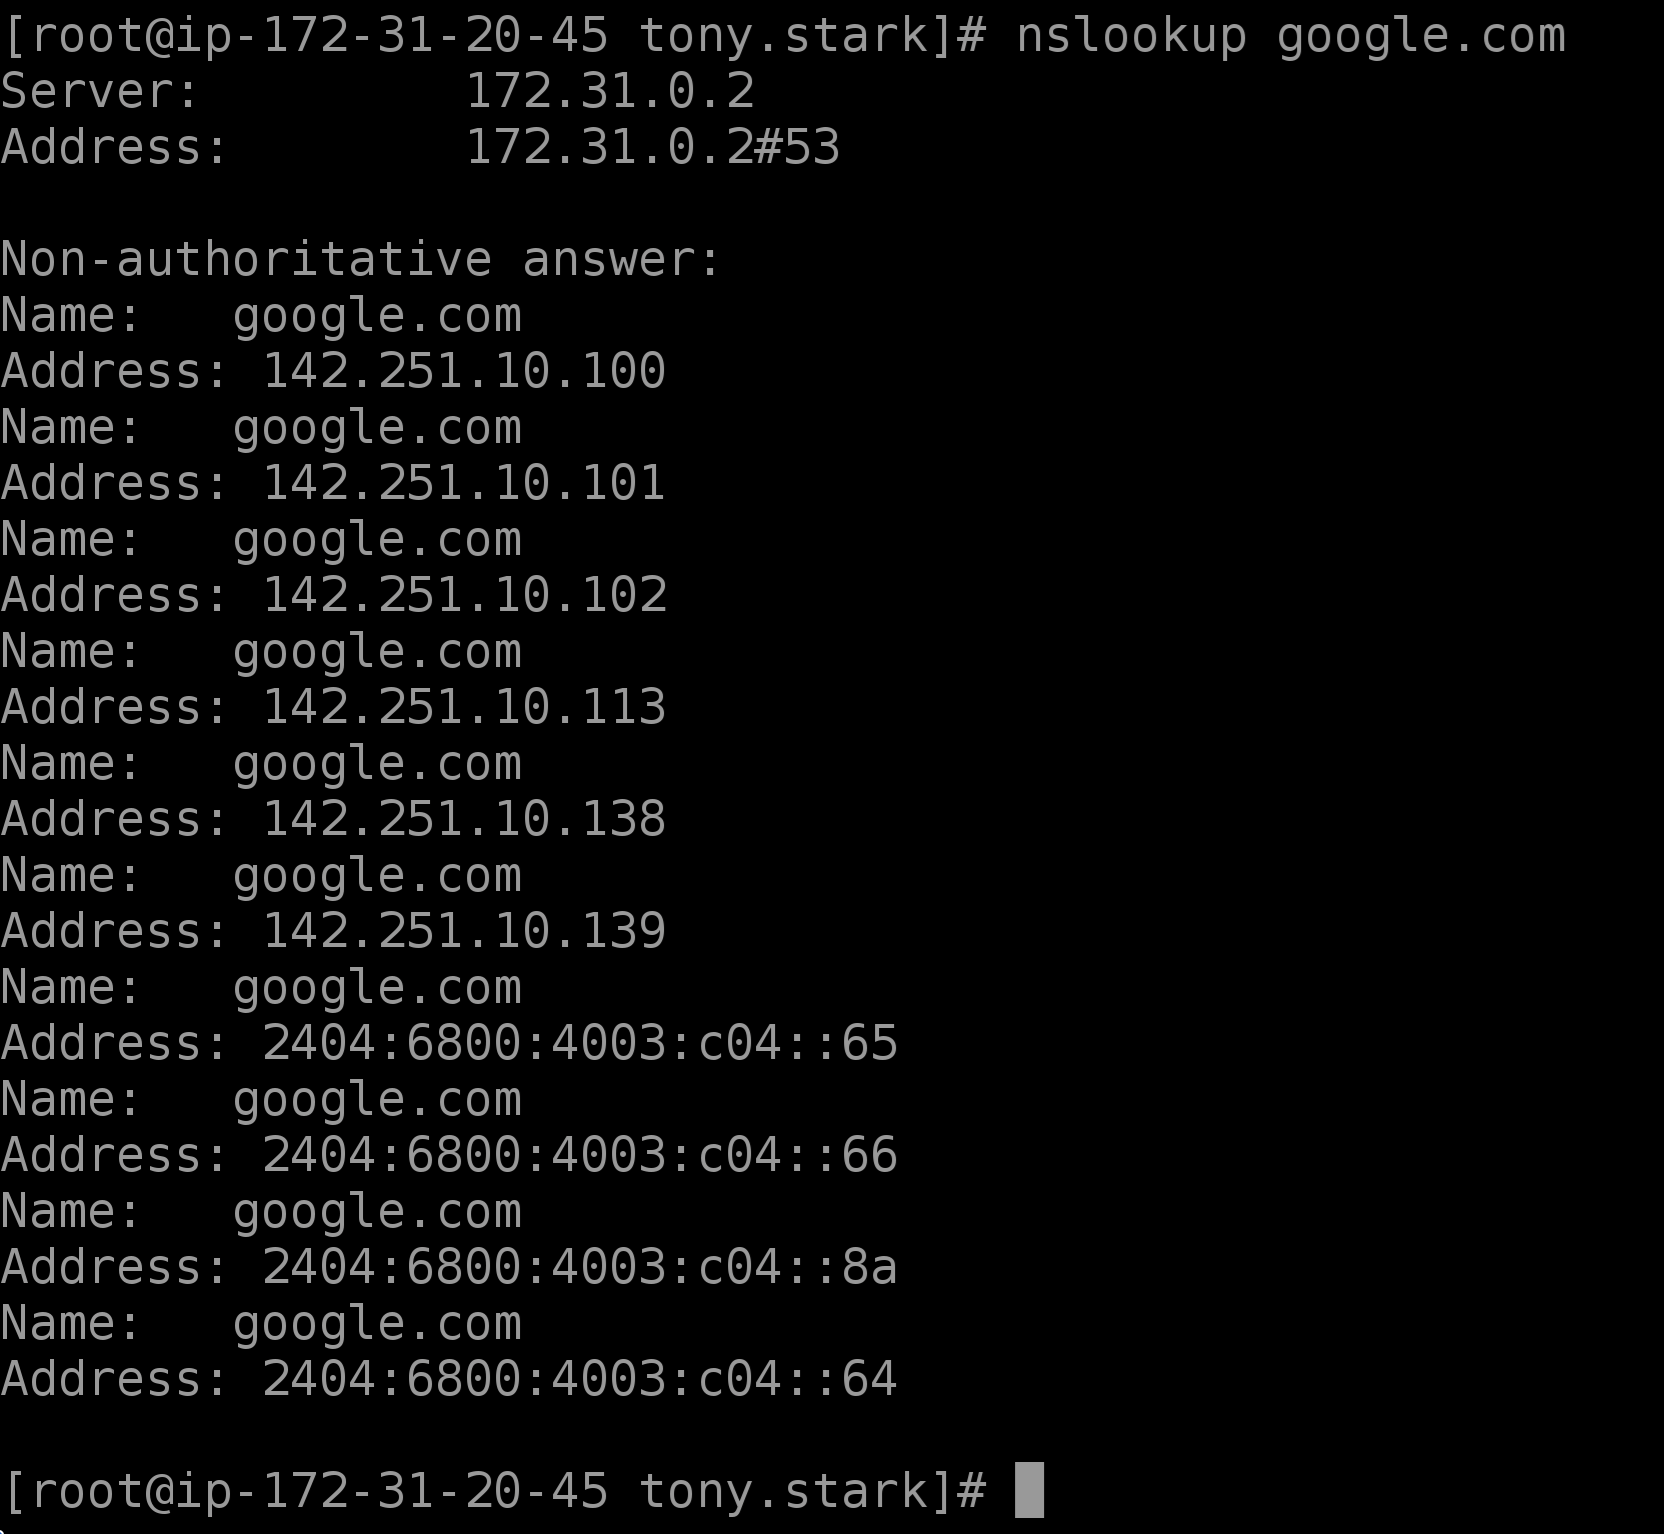 [root@ip-172-31-20-45 tony.stark]# nslookup google.com
Server:         172.31.0.2
Address:        172.31.0.2#53

Non-authoritative answer:
Name:   google.com
Address: 142.251.10.100
Name:   google.com
Address: 142.251.10.101
Name:   google.com
Address: 142.251.10.102
Name:   google.com
Address: 142.251.10.113
Name:   google.com
Address: 142.251.10.138
Name:   google.com
Address: 142.251.10.139
Name:   google.com
Address: 2404:6800:4003:c04::65
Name:   google.com
Address: 2404:6800:4003:c04::66
Name:   google.com
Address: 2404:6800:4003:c04::8a
Name:   google.com
Address: 2404:6800:4003:c04::64

[root@ip-172-31-20-45 tony.stark]#